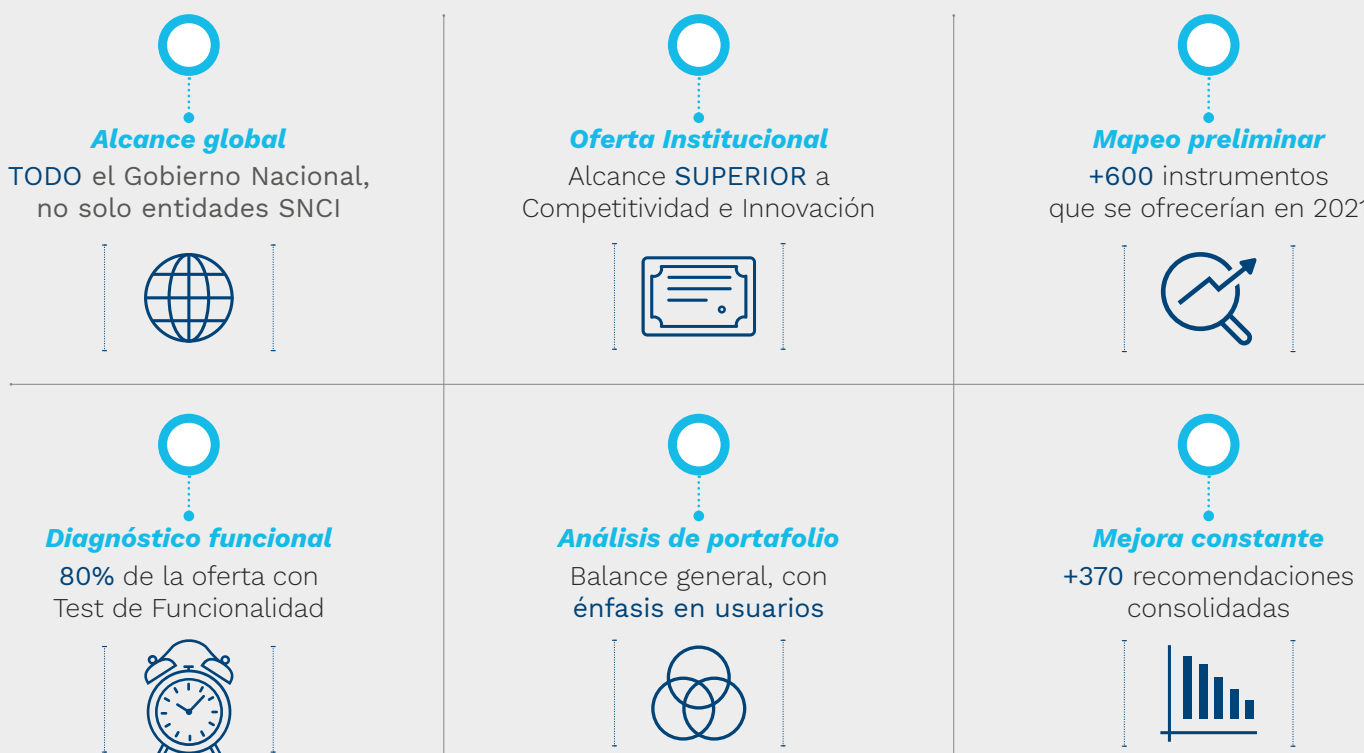 Alcance global
TODO el Gobierno Nacional,
no solo entidades SNCI
Oferta Institucional
Alcance SUPERIOR a
Competitividad e Innovación
Mapeo preliminar
+600 instrumentos
que se ofrecerían en 2021
Diagnóstico funcional
80% de la oferta con
Test de Funcionalidad
Análisis de portafolio
Balance general, con
énfasis en usuarios
Mejora constante
+370 recomendaciones
consolidadas